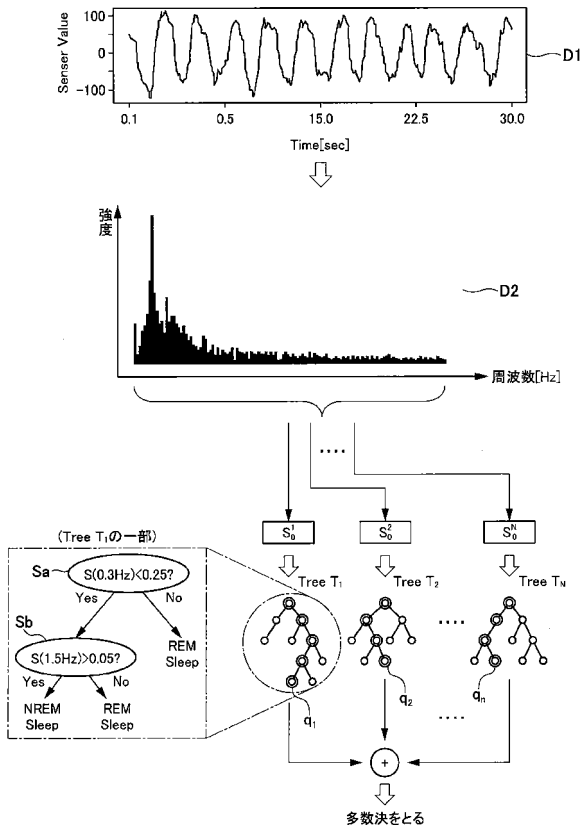 Senser Value
100
0
-100
0.1
0.5
15.0
22.5
30.0
Time[sec]
D1
強度
D2
周波数[Hz]
....
S₀¹
S₀²
S₀ᴺ
(Tree T₁の一部)
Sa
S(0.3Hz)<0.25?
Yes
No
Sb
S(1.5Hz)>0.05?
REM
Sleep
Yes
No
NREM
Sleep
REM
Sleep
Tree T₁
Tree T₂
Tree Tɴ
....
q₁
q₂
qn
....
+
多数決をとる